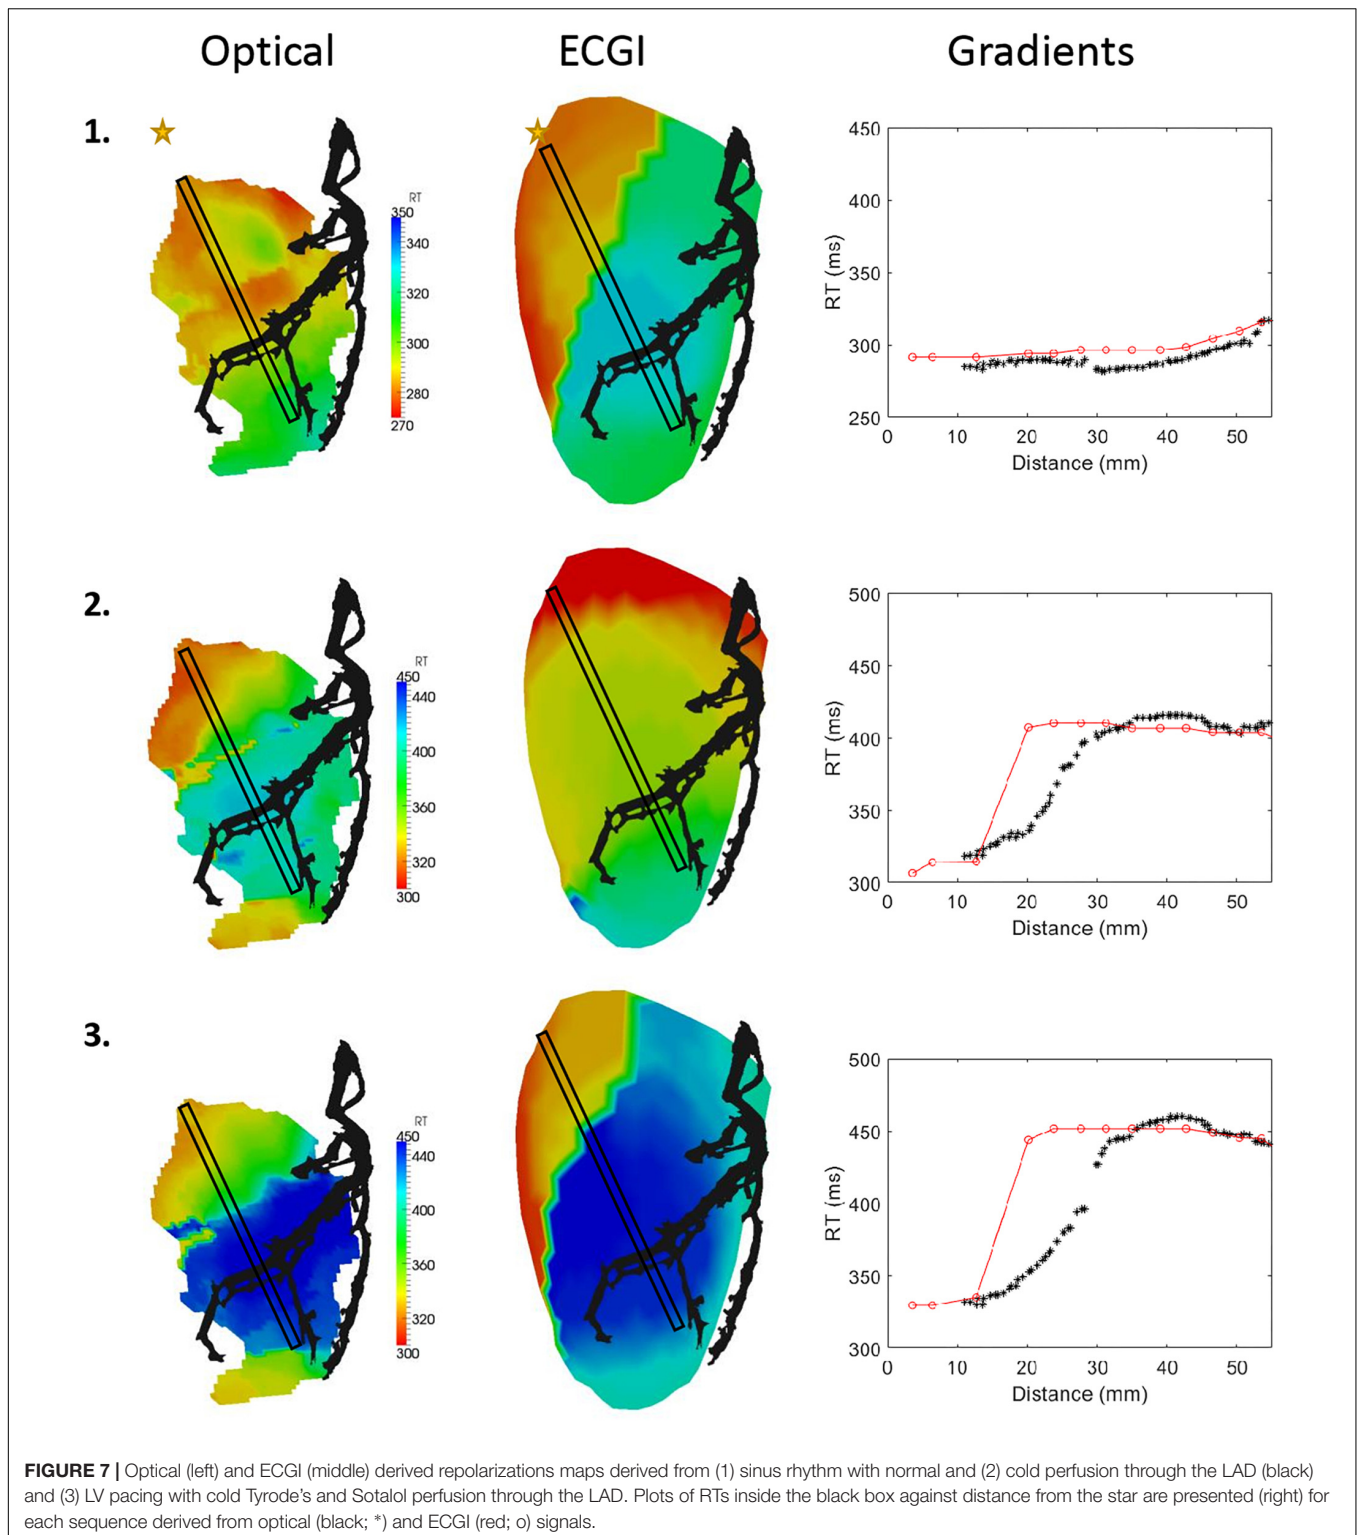 Optical ECGI Gradients
1.
RT
350
340
320
300
280
270
450
400
350
300
250
RT (ms)
0 10 20 30 40 50
Distance (mm)
2.
RT
450
440
400
360
320
300
500
450
400
350
300
RT (ms)
0 10 20 30 40 50
Distance (mm)
3.
RT
450
440
400
360
320
300
500
450
400
350
300
RT (ms)
0 10 20 30 40 50
Distance (mm)
FIGURE 7 | Optical (left) and ECGI (middle) derived repolarizations maps derived from (1) sinus rhythm with normal and (2) cold perfusion through the LAD (black)
and (3) LV pacing with cold Tyrode's and Sotalol perfusion through the LAD. Plots of RTs inside the black box against distance from the star are presented (right) for
each sequence derived from optical (black; *) and ECGI (red; o) signals.